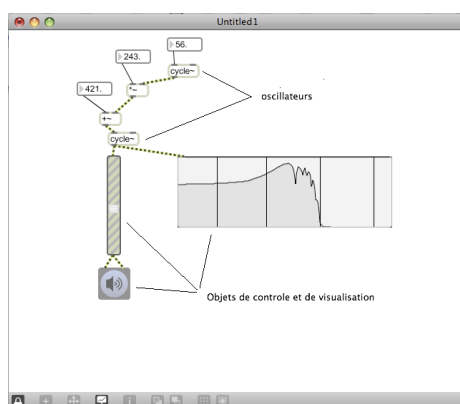 Untitled1
56.
243.
cycle~
*~
421.
oscillateurs
+~
cycle~
Objets de controle et de visualisation